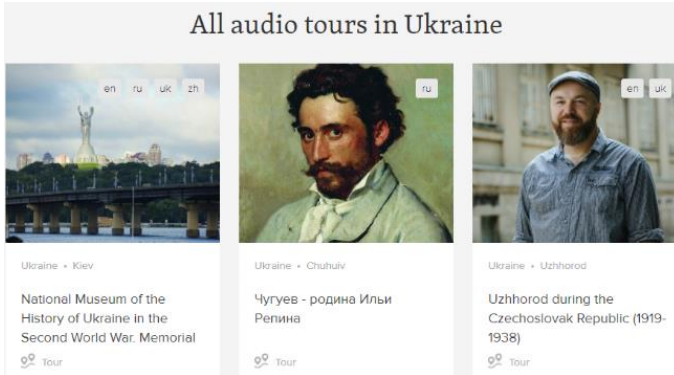 All audio tours in Ukraine
en ru uk zh
ru
en uk
Ukraine • Kiev
National Museum of the
History of Ukraine in the
Second World War. Memorial
Tour
Ukraine • Chuhuiv
Чугуев - родина Ильи
Репина
Tour
Ukraine • Uzhhorod
Uzhhorod during the
Czechoslovak Republic (1919-
1938)
Tour